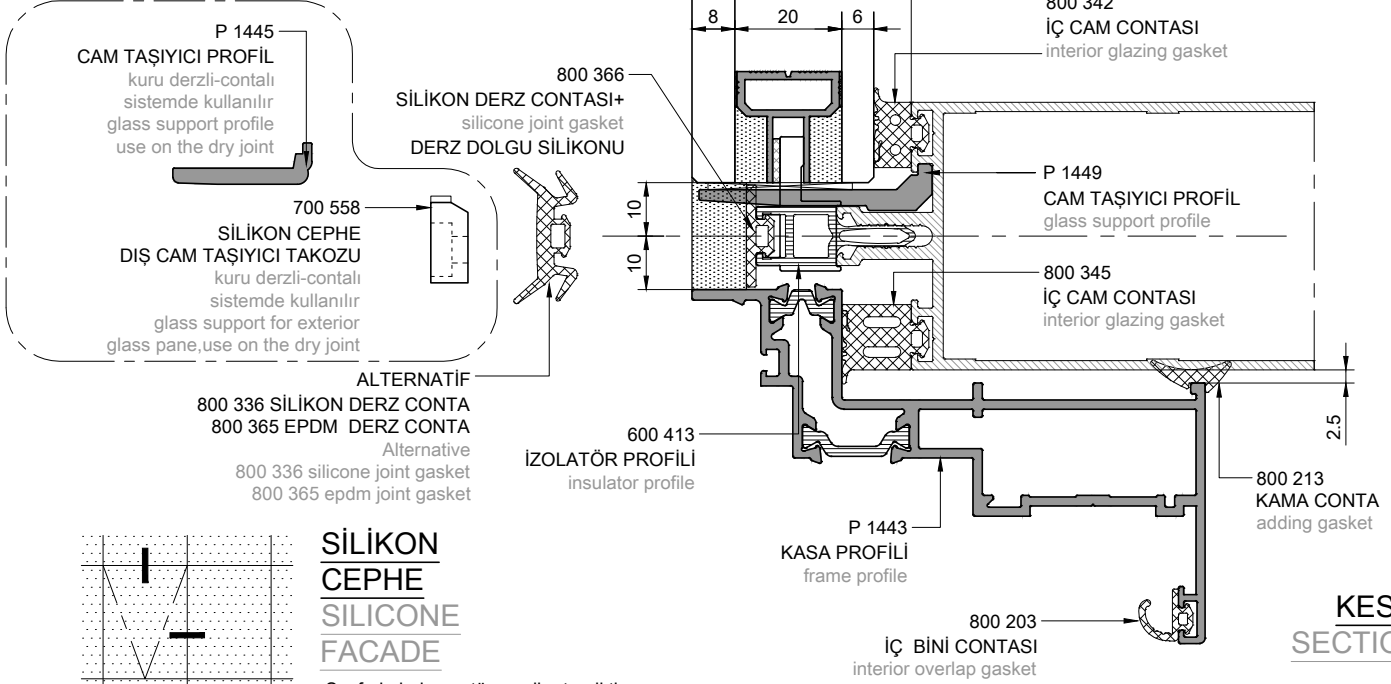 P 1445
CAM TAŞIYICI PROFİL
kuru derzli-contalı
sistemde kullanılır
glass support profile
use on the dry joint
700 558
SİLİKON CEPHE
DIŞ CAM TAŞIYICI TAKOZU
kuru derzli-contalı
sistemde kullanılır
glass support for exterior
glass pane,use on the dry joint
800 366
SİLİKON DERZ CONTASI+
silicone joint gasket
DERZ DOLGU SİLİKONU
ALTERNATİF
800 336 SİLİKON DERZ CONTA
800 365 EPDM DERZ CONTA
Alternative
800 336 silicone joint gasket
800 365 epdm joint gasket
8
20
6
10
10
800 342
İÇ CAM CONTASI
interior glazing gasket
P 1449
CAM TAŞIYICI PROFİL
glass support profile
800 345
İÇ CAM CONTASI
interior glazing gasket
2.5
600 413
İZOLATÖR PROFİLİ
insulator profile
P 1443
KASA PROFİLİ
frame profile
800 213
KAMA CONTA
adding gasket
800 203
İÇ BİNİ CONTASI
interior overlap gasket
SİLİKON
CEPHE
SILICONE
FACADE
KES
SECTIO